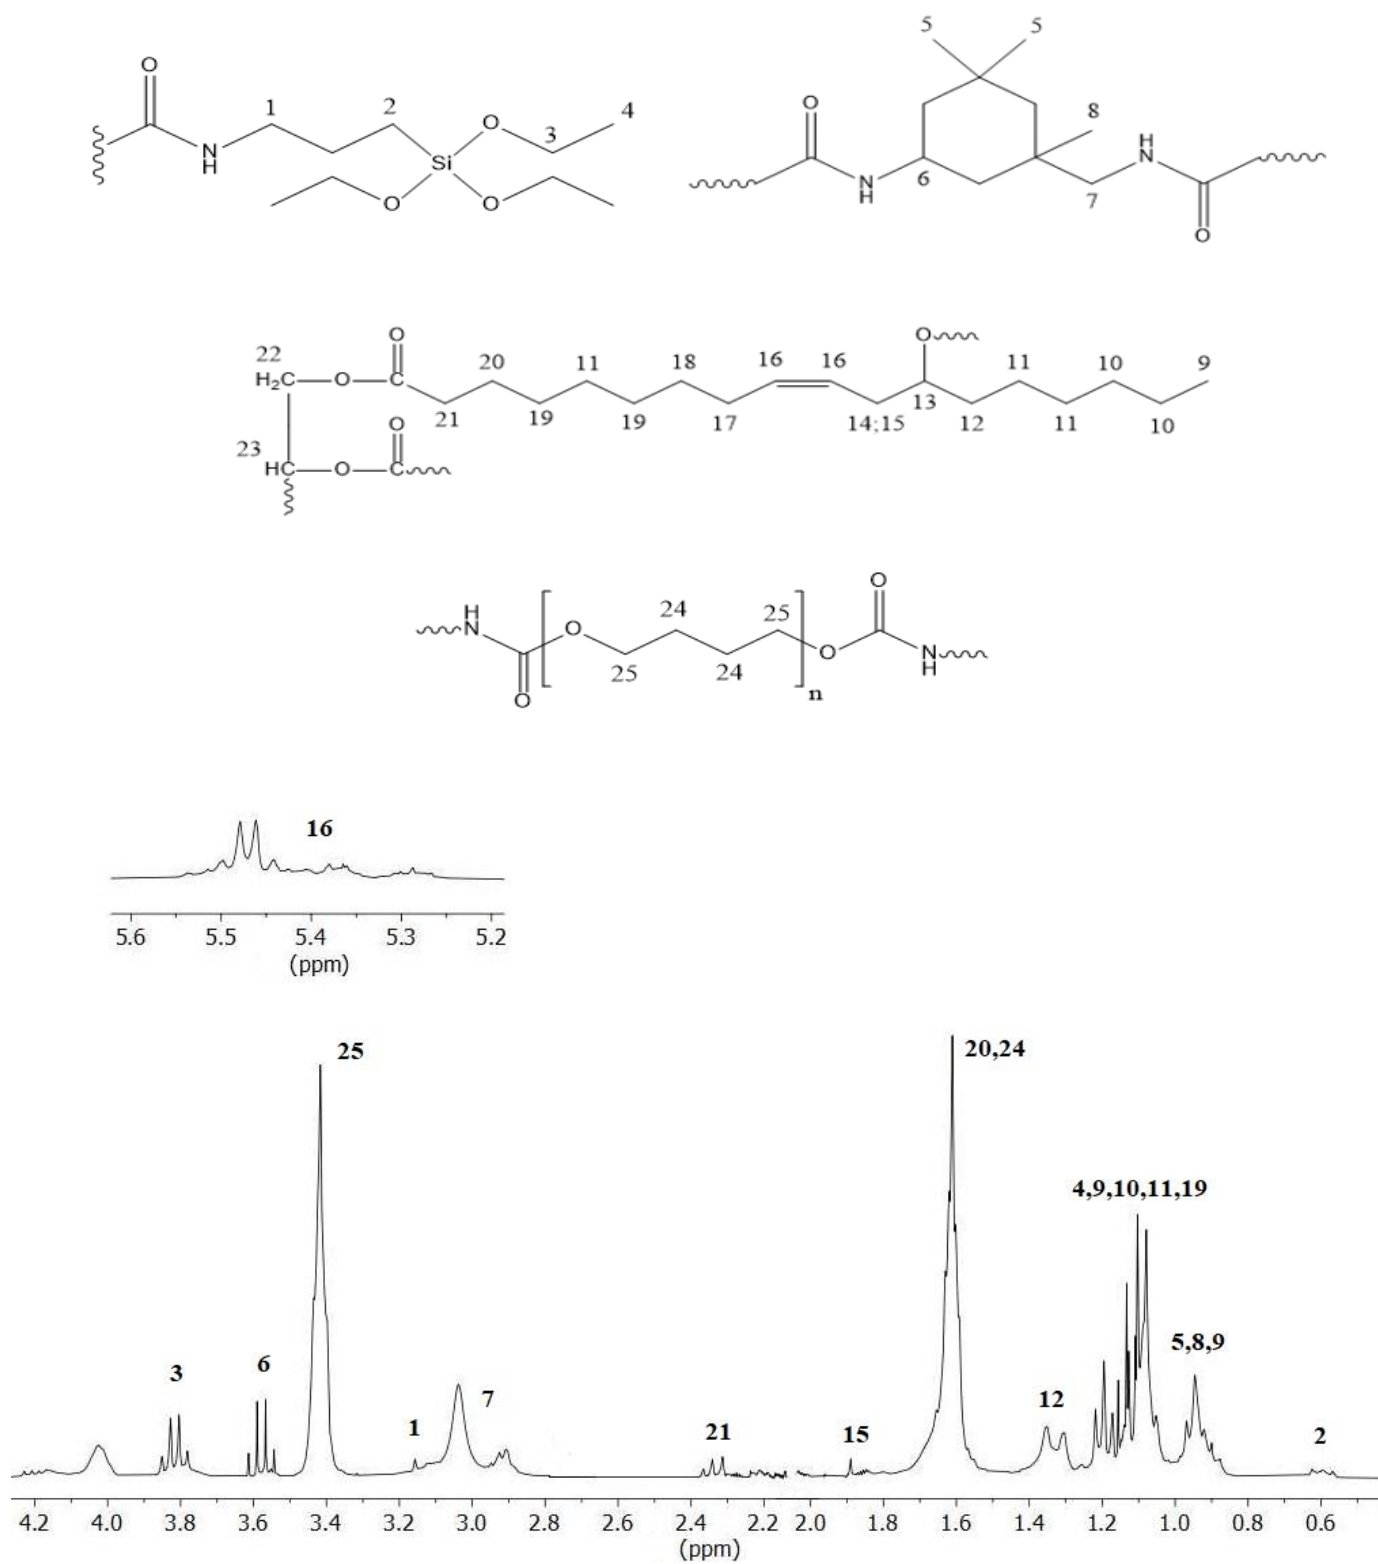 5 5
O
1 2 O 4
8
N
H
Si
3
O
H
N
O O
N
H
6
7
O
O
O
22
H₂C O
20 11 18 16 16 11 10 9
21 19 19 17 14;15 13 12 11 10
O
23
HC O C
O
H
N
O 24 25
O
25 24
O N
H
n
O
16
5.6 5.5 5.4 5.3 5.2
(ppm)
25
20,24
4,9,10,11,19
3 6
1 7
21 15
12
5,8,9
2
4.2 4.0 3.8 3.6 3.4 3.2 3.0 2.8 2.6 2.4 2.2 2.0 1.8 1.6 1.4 1.2 1.0 0.8 0.6
(ppm)